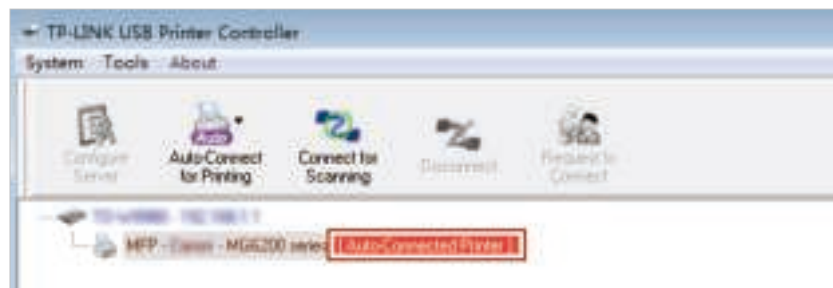 TP-LINK USB Printer Controller
System Tools About
Configure Server
Auto
Auto-Connect for Printing
Connect for Scanning
Disconnect
Request to Connect
MFP - Canon - MG6200 series [ Auto-Connected Printer ]